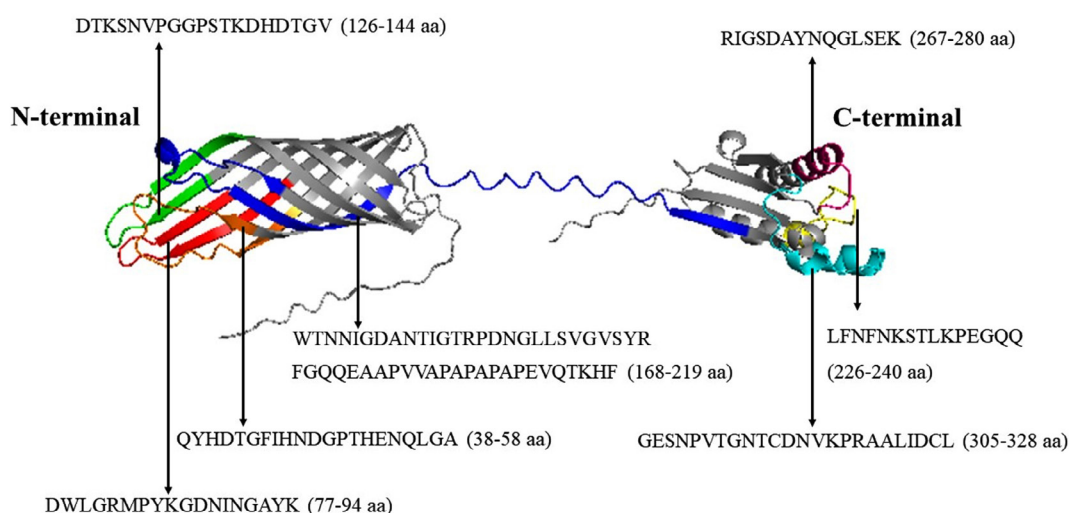 DTKSNVPGGPSTKDHDTGV (126-144 aa)
RIGSDAYNQGLSEK (267-280 aa)
N-terminal
C-terminal
WTNNIGDANTIGTRPDNGLLSVGVSYR
FGQQEAAPVVAPAPAPAPEVQTKHF (168-219 aa)
LFNFNKSTLKPEGQQ
(226-240 aa)
QYHDTGFIHNDGPTHENQLGA (38-58 aa)
GESNPVTGNTCDNVKPRAALIDCL (305-328 aa)
DWLGRMPYKGDNINGAYK (77-94 aa)